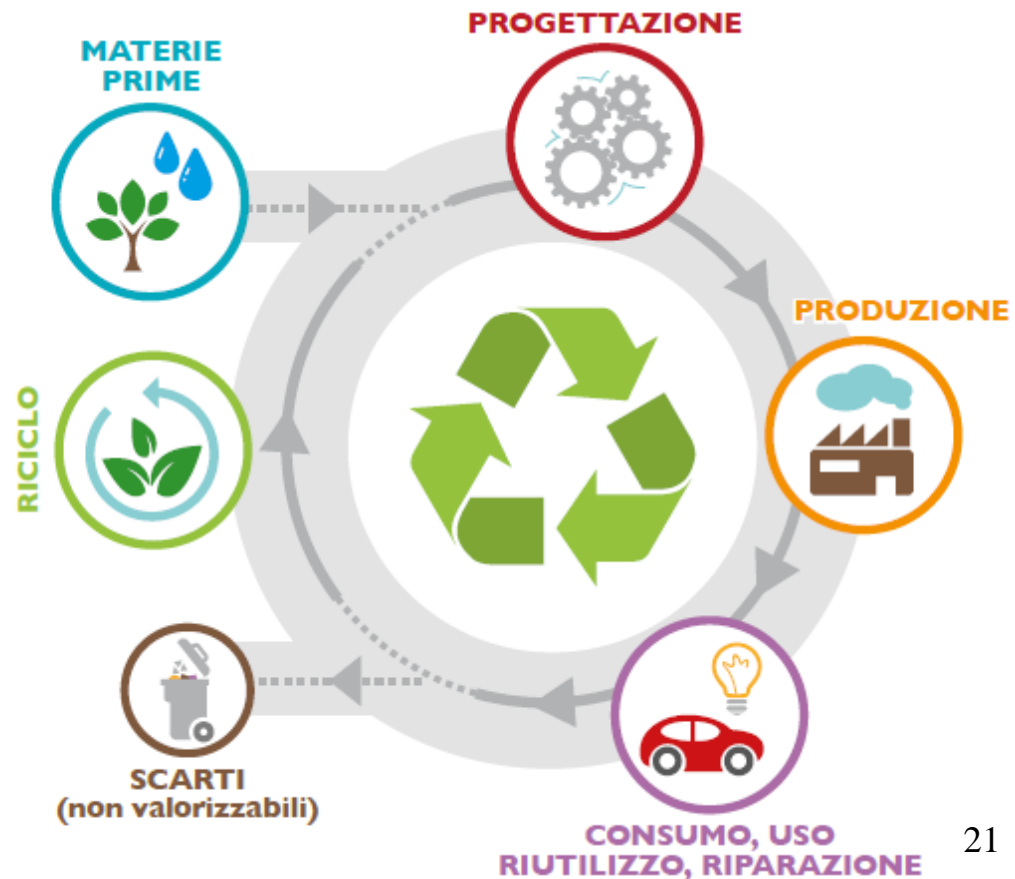 PROGETTAZIONE
MATERIE
PRIME
PRODUZIONE
RICICLO
SCARTI
(non valorizzabili)
CONSUMO, USO
RIUTILIZZO, RIPARAZIONE
21